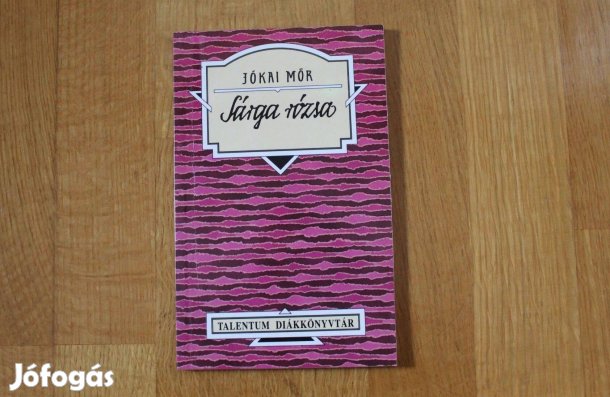 JÓKAI MÓR
Sárga rózsa
TALENTUM DIÁKKÖNYVTÁR
Jófogás